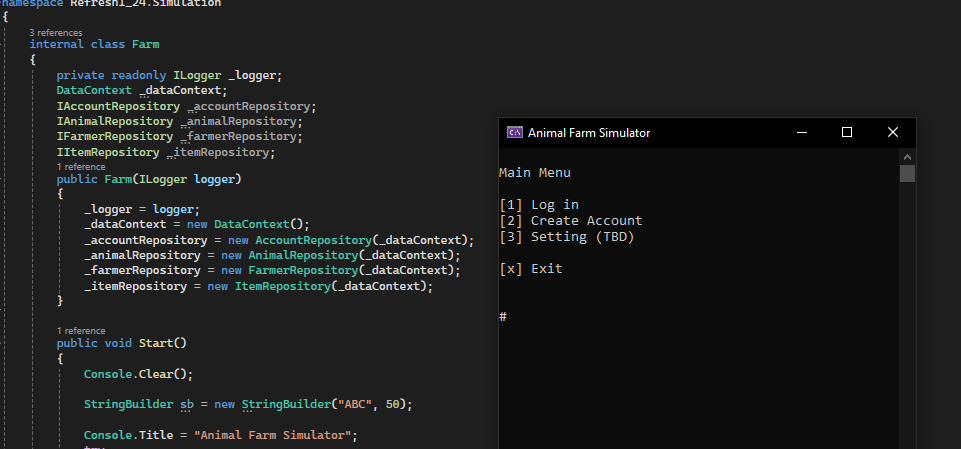 namespace Refresh1_24.Simulation
{
3 references
internal class Farm
{
private readonly ILogger _logger;
DataContext _dataContext;
IAccountRepository _accountRepository;
IAnimalRepository _animalRepository;
IFarmerRepository _farmerRepository;
IItemRepository _itemRepository;
1 reference
public Farm(ILogger logger)
{
_logger = logger;
_dataContext = new DataContext();
_accountRepository = new AccountRepository(_dataContext);
_animalRepository = new AnimalRepository(_dataContext);
_farmerRepository = new FarmerRepository(_dataContext);
_itemRepository = new ItemRepository(_dataContext);
}
1 reference
public void Start()
{
Console.Clear();
StringBuilder sb = new StringBuilder("ABC", 50);
Console.Title = "Animal Farm Simulator";
try
C:\ Animal Farm Simulator
Main Menu
[1] Log in
[2] Create Account
[3] Setting (TBD)
[x] Exit
#